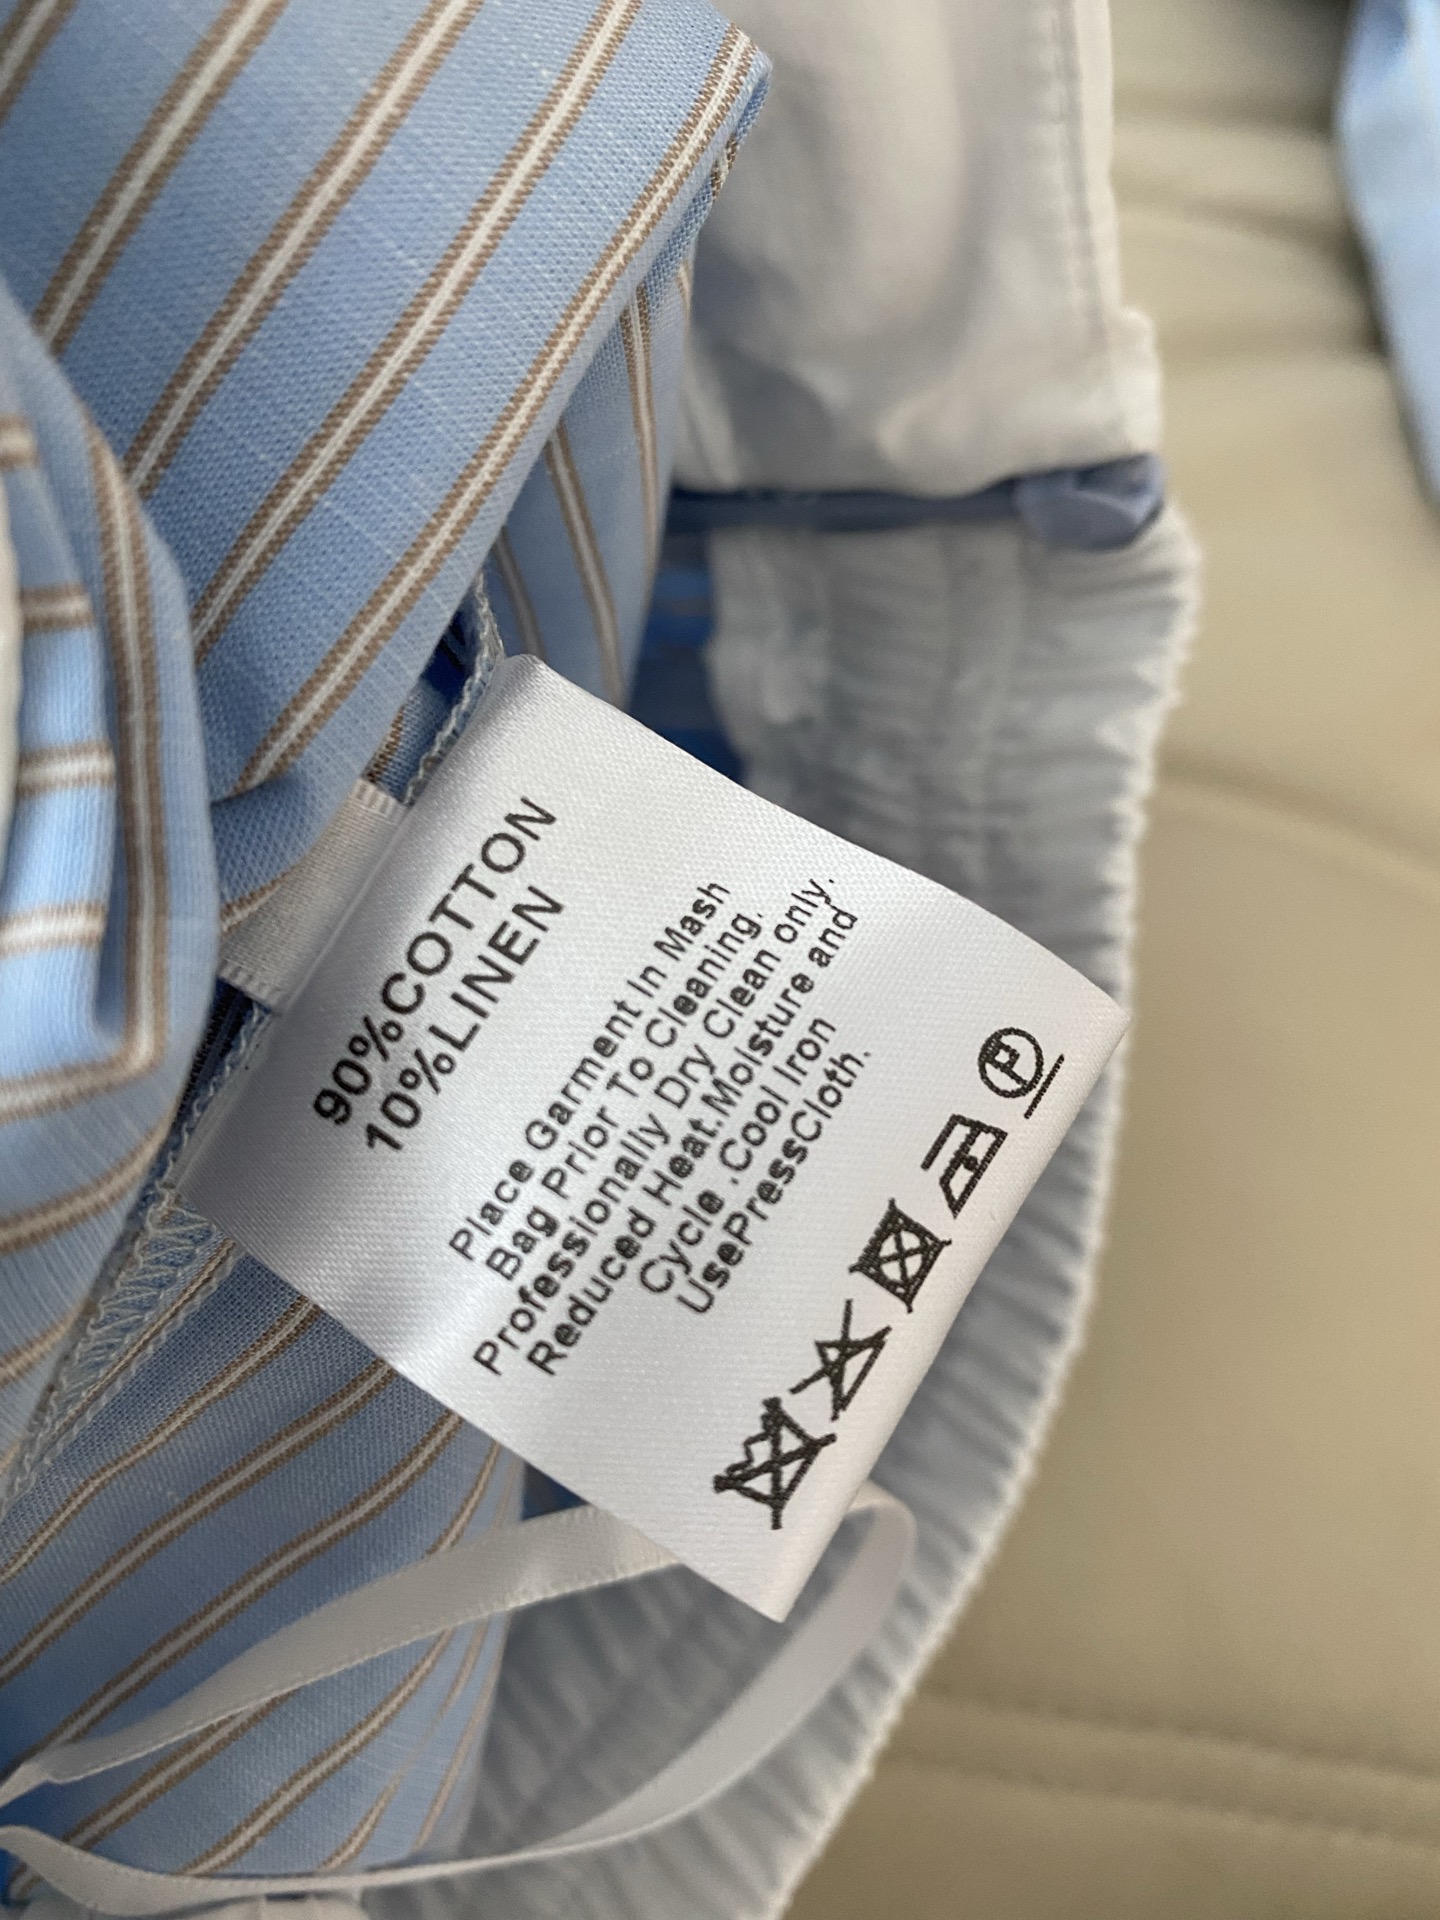 90%COTTON
10%LINEN
Place Garment In Mash
Bag Prior To Cleaning.
Professionally Dry Clean only.
Reduced Heat.Moisture and
Cycle .Cool Iron
UsePressCloth.
P